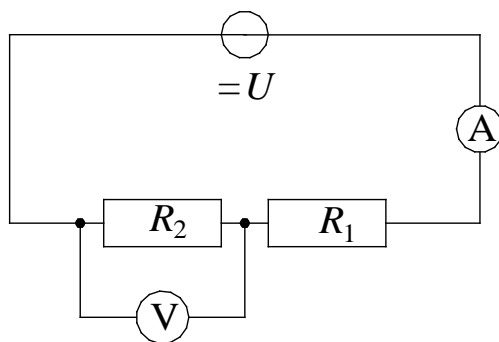 = U
A
R₂
R₁
V